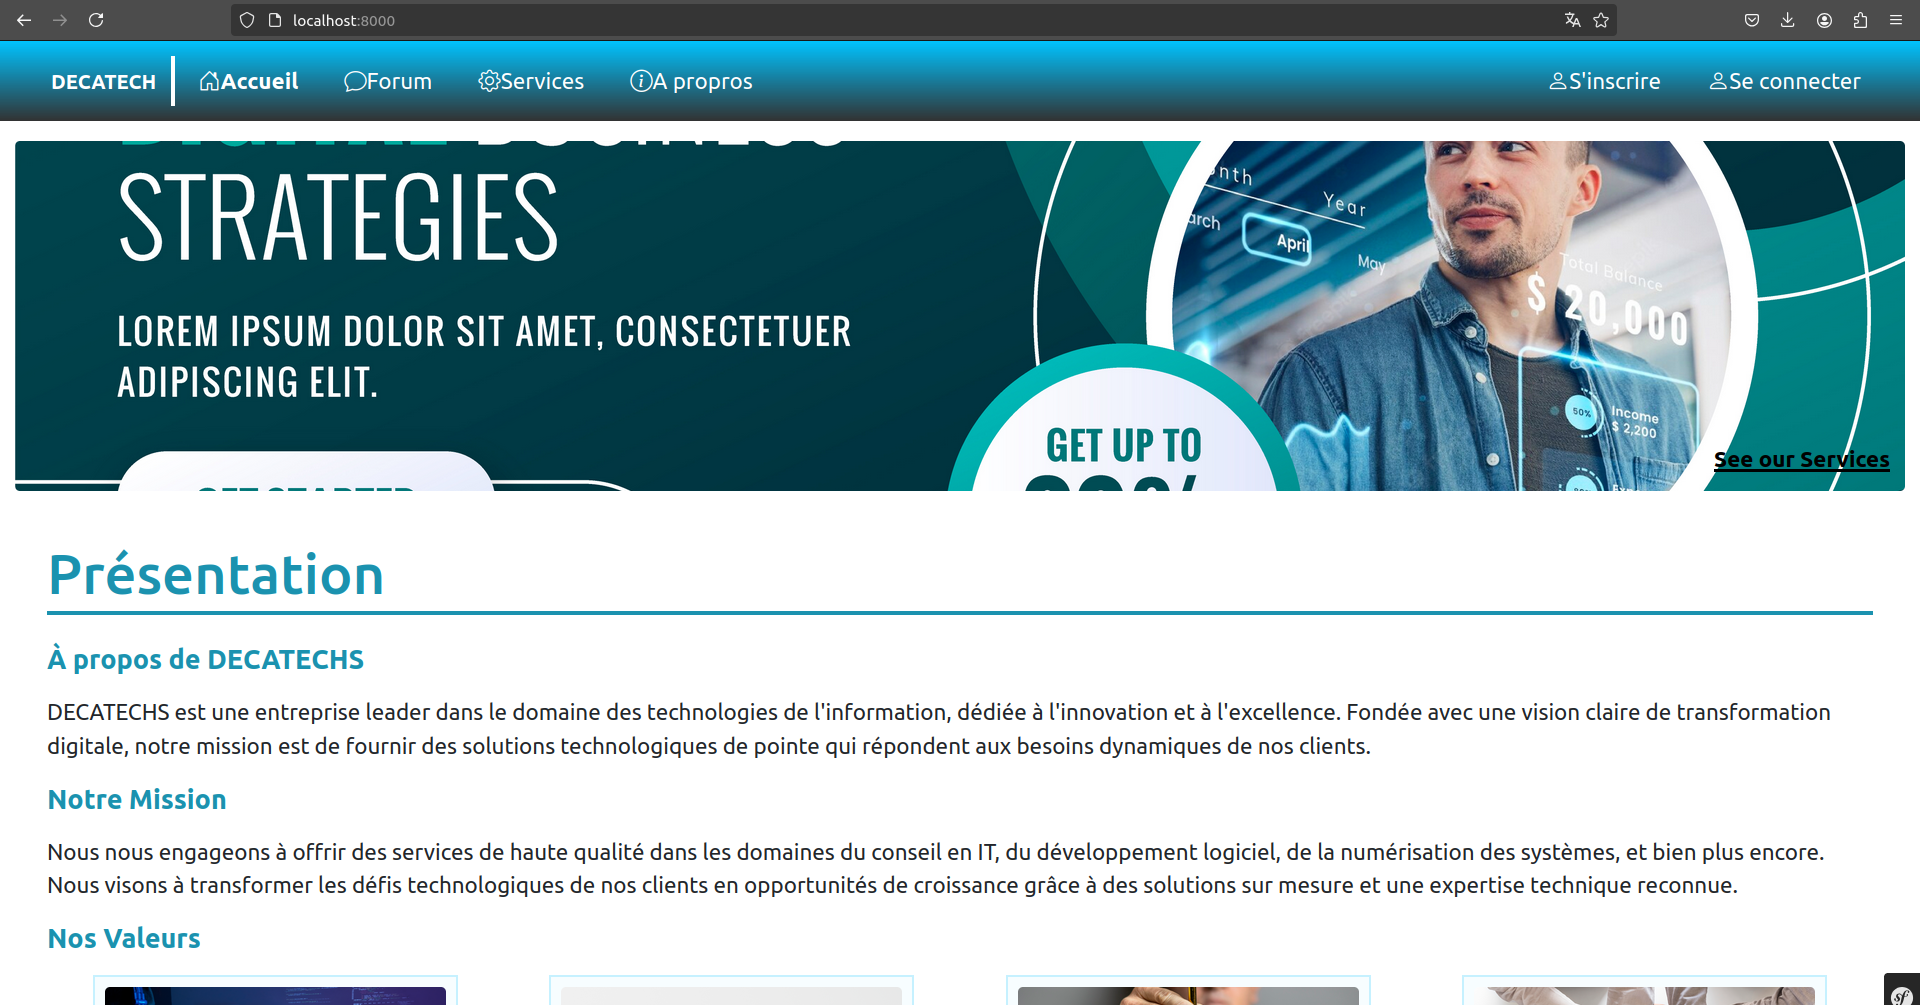 localhost:8000
DECATECH
Accueil
Forum
Services
A propros
S'inscrire
Se connecter
DIGITAL BUSINESS
STRATEGIES
LOREM IPSUM DOLOR SIT AMET, CONSECTETUER
ADIPISCING ELIT.
GET STARTED
GET UP TO
Year
April
May
Total Balance
$ 20,000
50%
Income
$ 2,200
See our Services
Présentation
À propos de DECATECHS
DECATECHS est une entreprise leader dans le domaine des technologies de l'information, dédiée à l'innovation et à l'excellence. Fondée avec une vision claire de transformation
digitale, notre mission est de fournir des solutions technologiques de pointe qui répondent aux besoins dynamiques de nos clients.
Notre Mission
Nous nous engageons à offrir des services de haute qualité dans les domaines du conseil en IT, du développement logiciel, de la numérisation des systèmes, et bien plus encore.
Nous visons à transformer les défis technologiques de nos clients en opportunités de croissance grâce à des solutions sur mesure et une expertise technique reconnue.
Nos Valeurs
sf